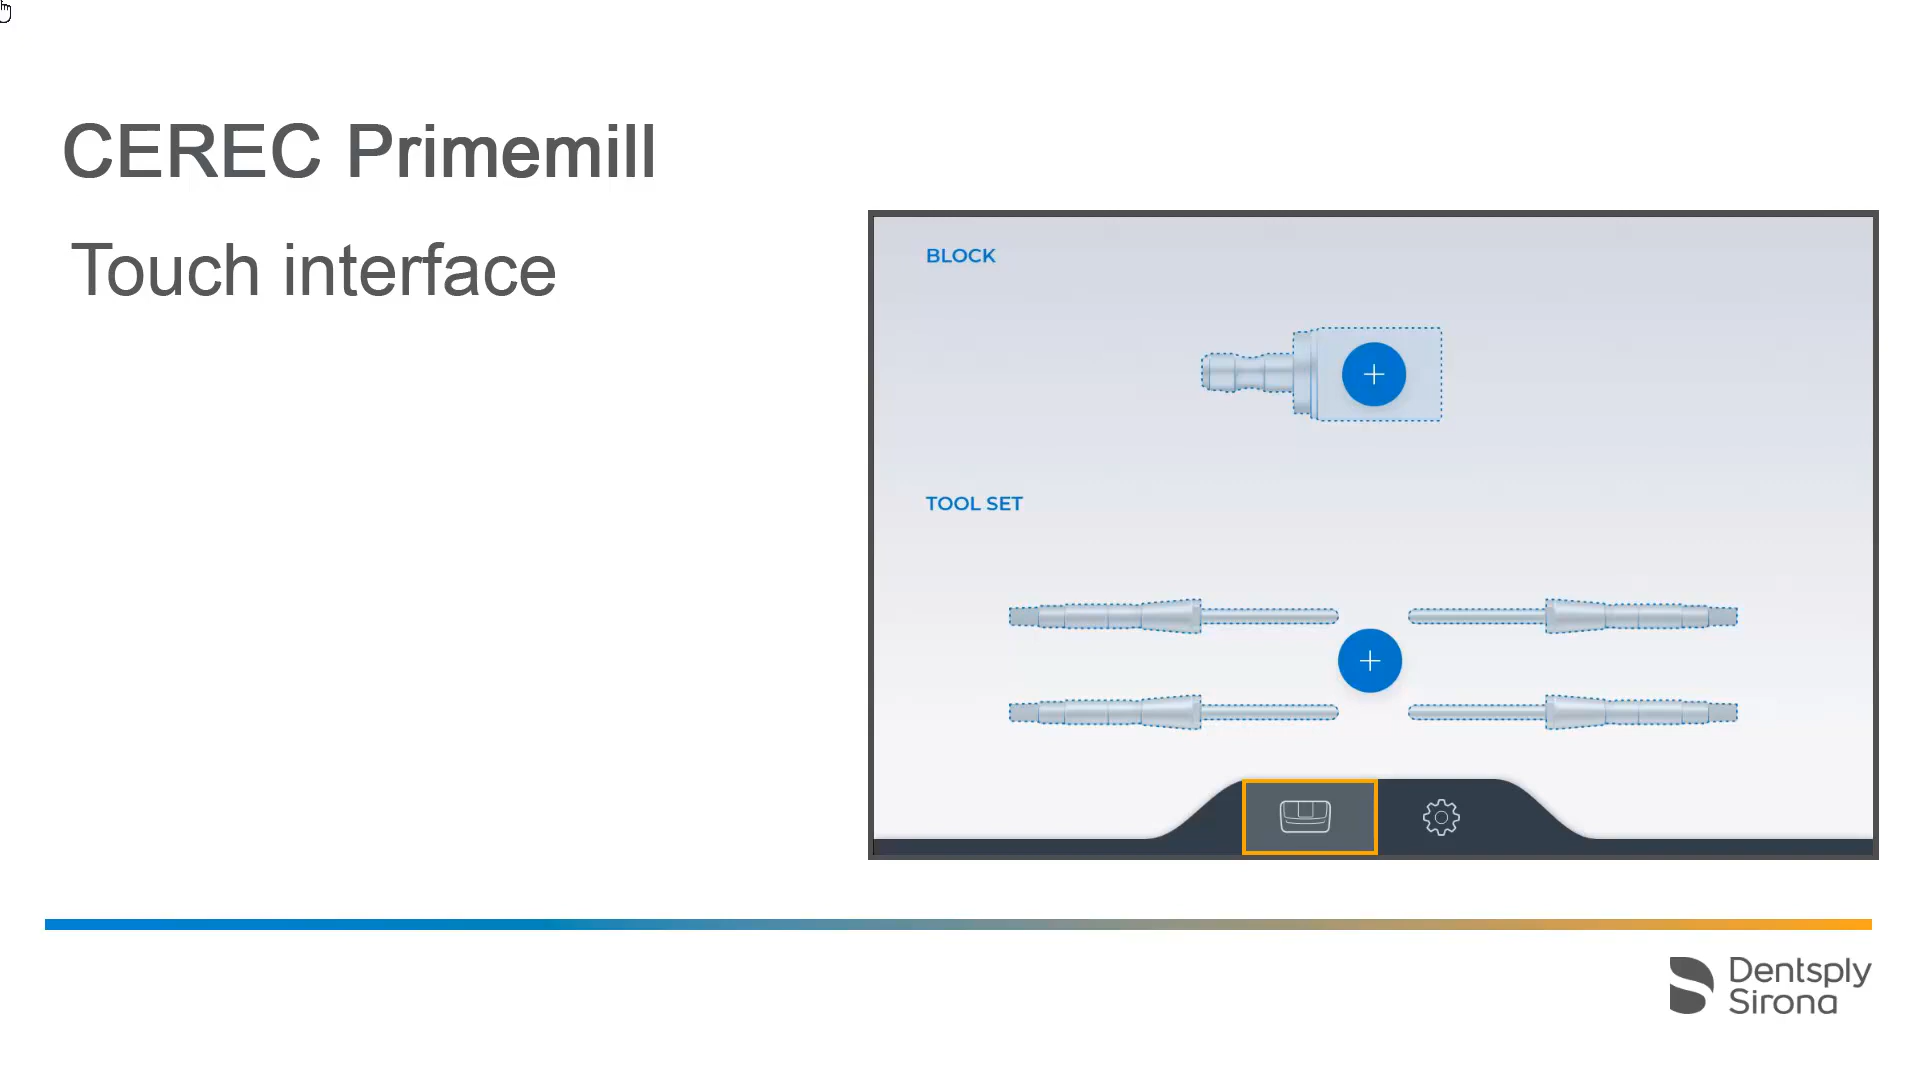 CEREC Primemill
Touch interface
BLOCK
TOOL SET
Dentsply
Sirona